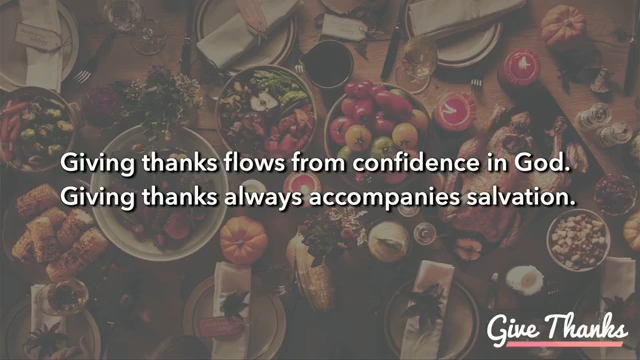 Giving thanks flows from confidence in God.
Giving thanks always accompanies salvation.
Give Thanks